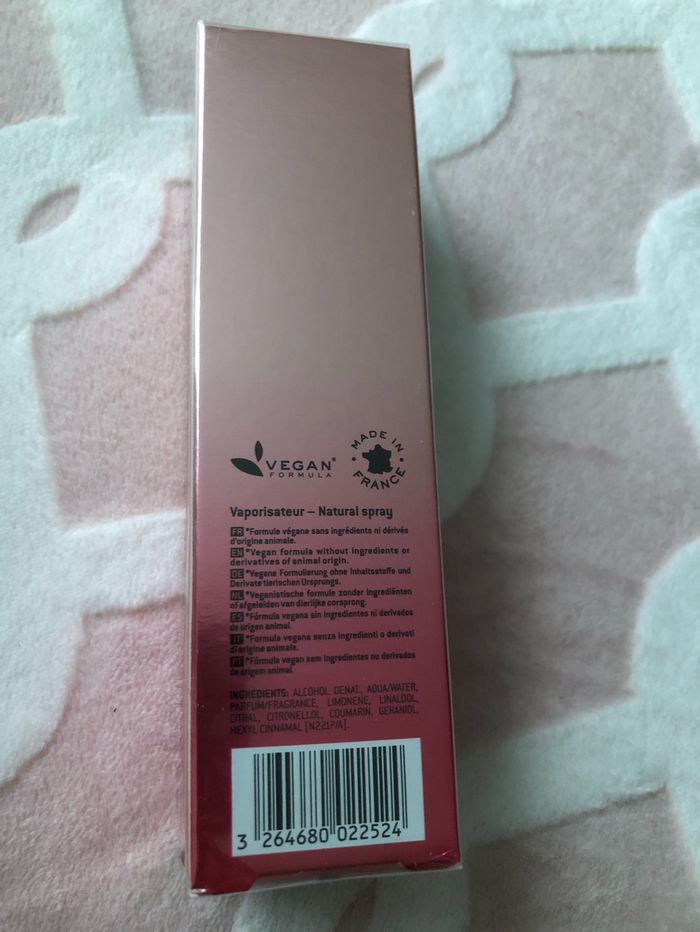 VEGAN*
FORMULA
MADE IN
FRANCE
Vaporisateur – Natural spray
FR *Formule végane sans ingrédients ni dérivés
d'origine animale.
EN *Vegan formula without ingredients or
derivatives of animal origin.
DE *Vegane Formulierung ohne Inhaltsstoffe und
Derivate tierischen Ursprungs.
NL *Veganistische formule zonder ingrediënten
of afgeleiden van dierlijke oorsprong.
ES *Fórmula vegana sin ingredientes ni derivados
de origen animal.
IT *Formula vegana senza ingredienti o derivati
di origine animale.
PT *Fórmula vegan sem ingredientes ou derivados
de origem animal.
INGREDIENTS: ALCOHOL DENAT., AQUA/WATER,
PARFUM/FRAGRANCE, LIMONENE, LINALOOL,
CITRAL, CITRONELLOL, COUMARIN, GERANIOL,
HEXYL CINNAMAL [N2217/A].
3 264680 022524